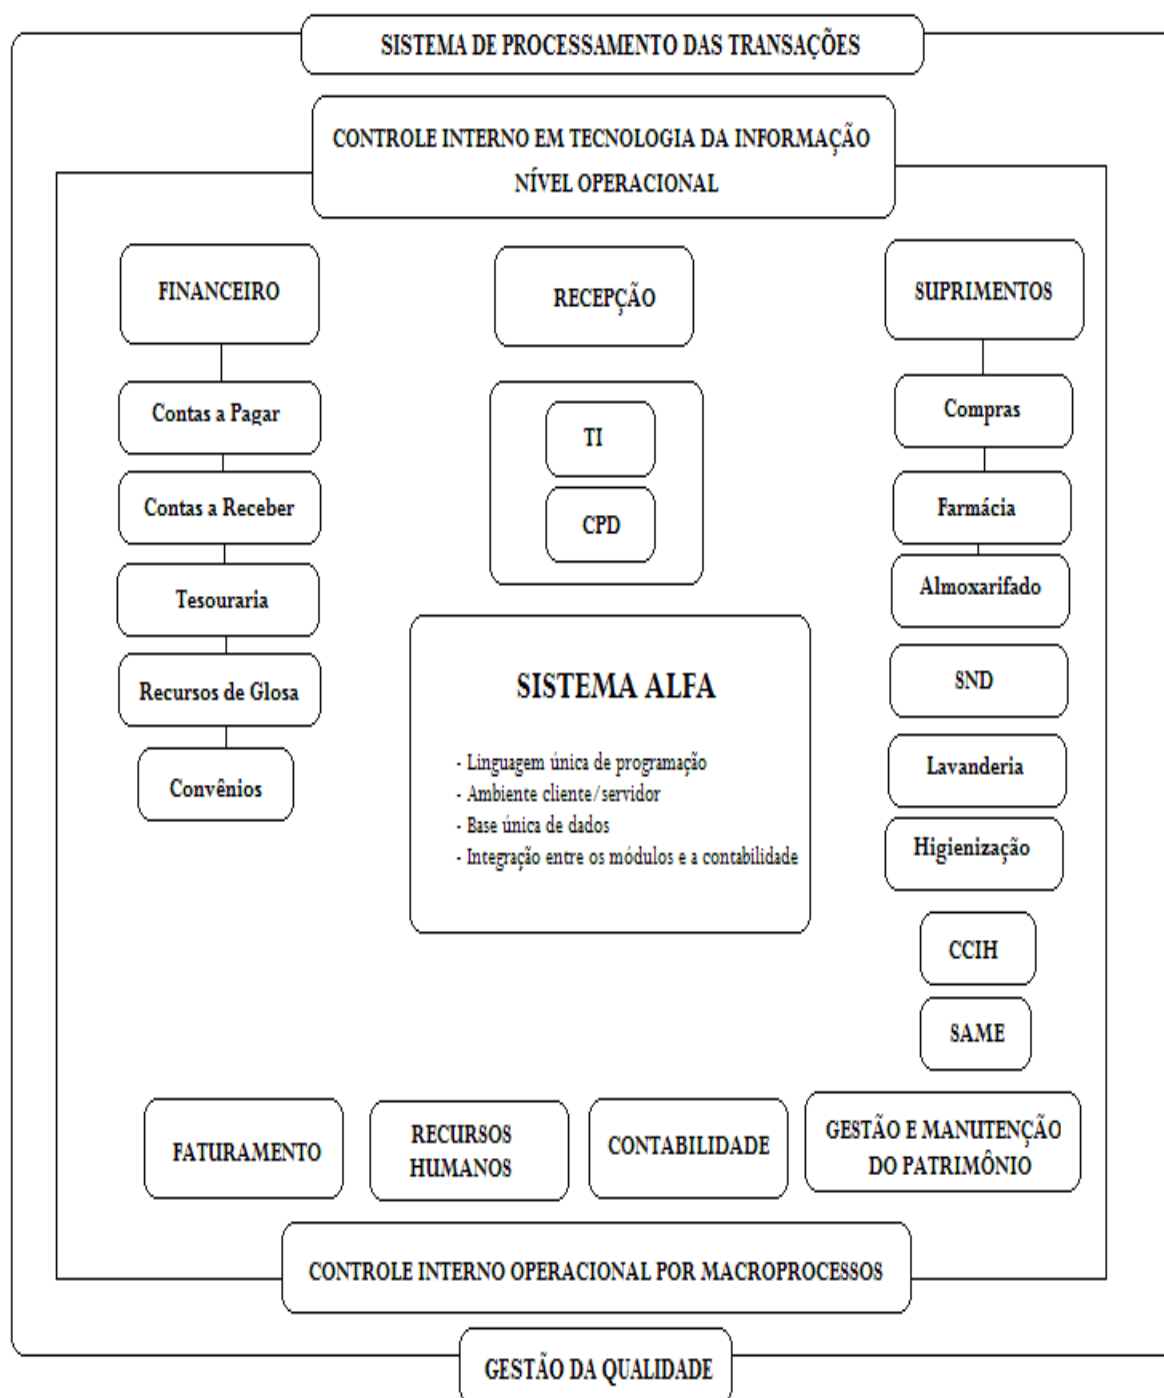 SISTEMA DE PROCESSAMENTO DAS TRANSAÇÕES
CONTROLE INTERNO EM TECNOLOGIA DA INFORMAÇÃO
NÍVEL OPERACIONAL
FINANCEIRO
Contas a Pagar
Contas a Receber
Tesouraria
Recursos de Glosa
Convênios
RECEPÇÃO
TI
CPD
SISTEMA ALFA
- Linguagem única de programação
- Ambiente cliente/servidor
- Base única de dados
- Integração entre os módulos e a contabilidade
SUPRIMENTOS
Compras
Farmácia
Almoxarifado
SND
Lavanderia
Higienização
CCIH
SAME
FATURAMENTO
RECURSOS
HUMANOS
CONTABILIDADE
GESTÃO E MANUTENÇÃO
DO PATRIMÔNIO
CONTROLE INTERNO OPERACIONAL POR MACROPROCESSOS
GESTÃO DA QUALIDADE